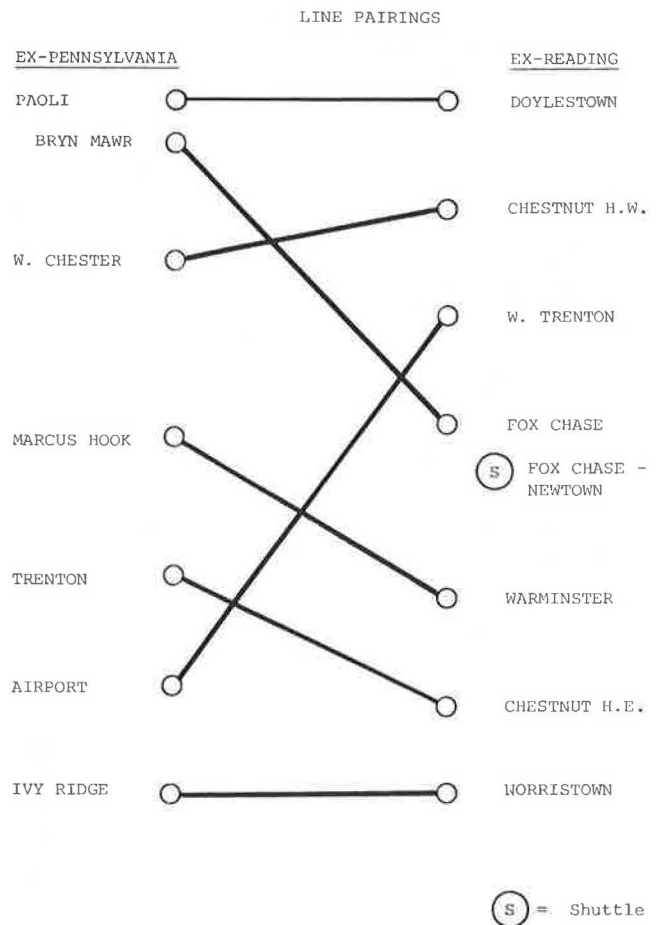 LINE PAIRINGS
EX-PENNSYLVANIA
EX-READING
PAOLI
DOYLESTOWN
BRYN MAWR
CHESTNUT H.W.
W. CHESTER
W. TRENTON
FOX CHASE
MARCUS HOOK
S FOX CHASE -
NEWTOWN
TRENTON
WARMINSTER
AIRPORT
CHESTNUT H.E.
IVY RIDGE
NORRISTOWN
S = Shuttle